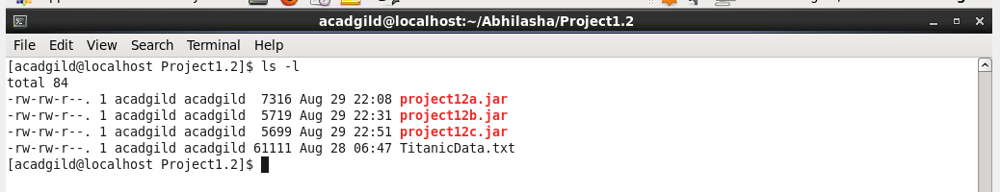 acadgild@localhost:~/Abhilasha/Project1.2
File Edit View Search Terminal Help
[acadgild@localhost Project1.2]$ ls -l
total 84
-rw-rw-r--. 1 acadgild acadgild  7316 Aug 29 22:08 project12a.jar
-rw-rw-r--. 1 acadgild acadgild  5719 Aug 29 22:31 project12b.jar
-rw-rw-r--. 1 acadgild acadgild  5699 Aug 29 22:51 project12c.jar
-rw-rw-r--. 1 acadgild acadgild 61111 Aug 28 06:47 TitanicData.txt
[acadgild@localhost Project1.2]$